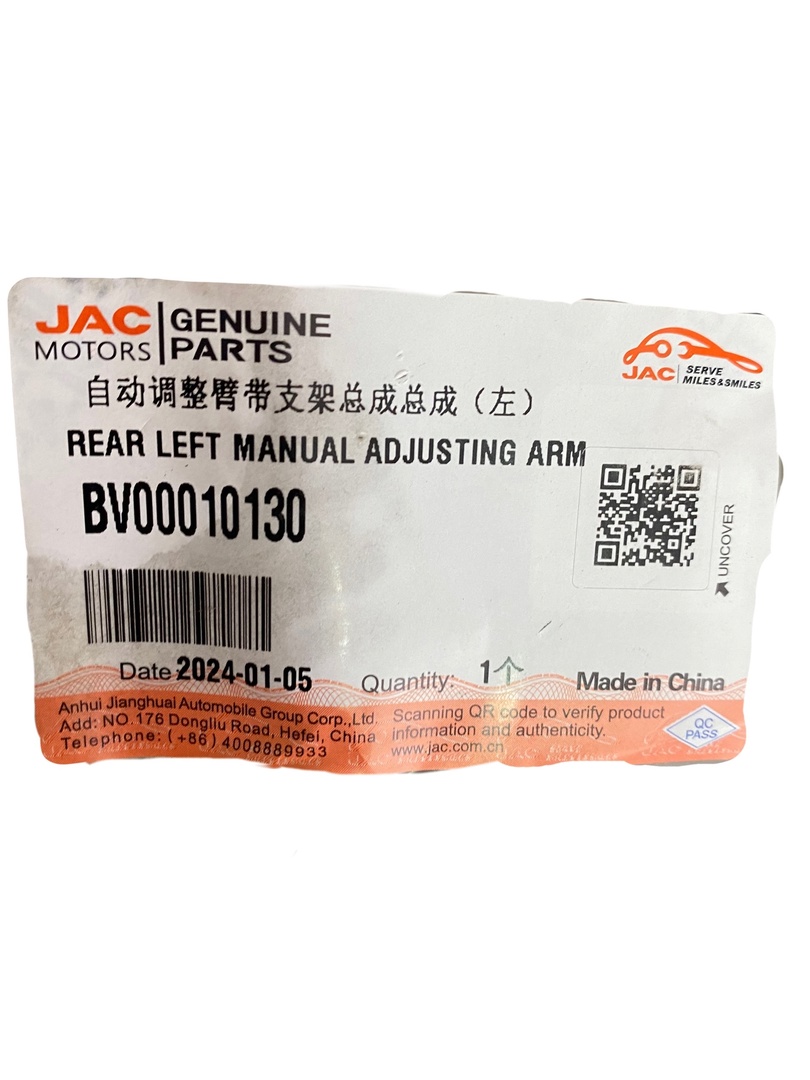 JAC MOTORS
GENUINE PARTS
JAC
SERVE
MILES&SMILES
自动调整臂带支架总成总成（左）
REAR LEFT MANUAL ADJUSTING ARM
BV00010130
UNCOVER
Date 2024-01-05
Quantity: 1个
Made in China
Anhui Jianghuai Automobile Group Corp.,Ltd.
Add: NO.176 Dongliu Road, Hefei, China
Telephone: (+86) 4008889933
Scanning QR code to verify product
information and authenticity.
www.jac.com.cn
QC
PASS